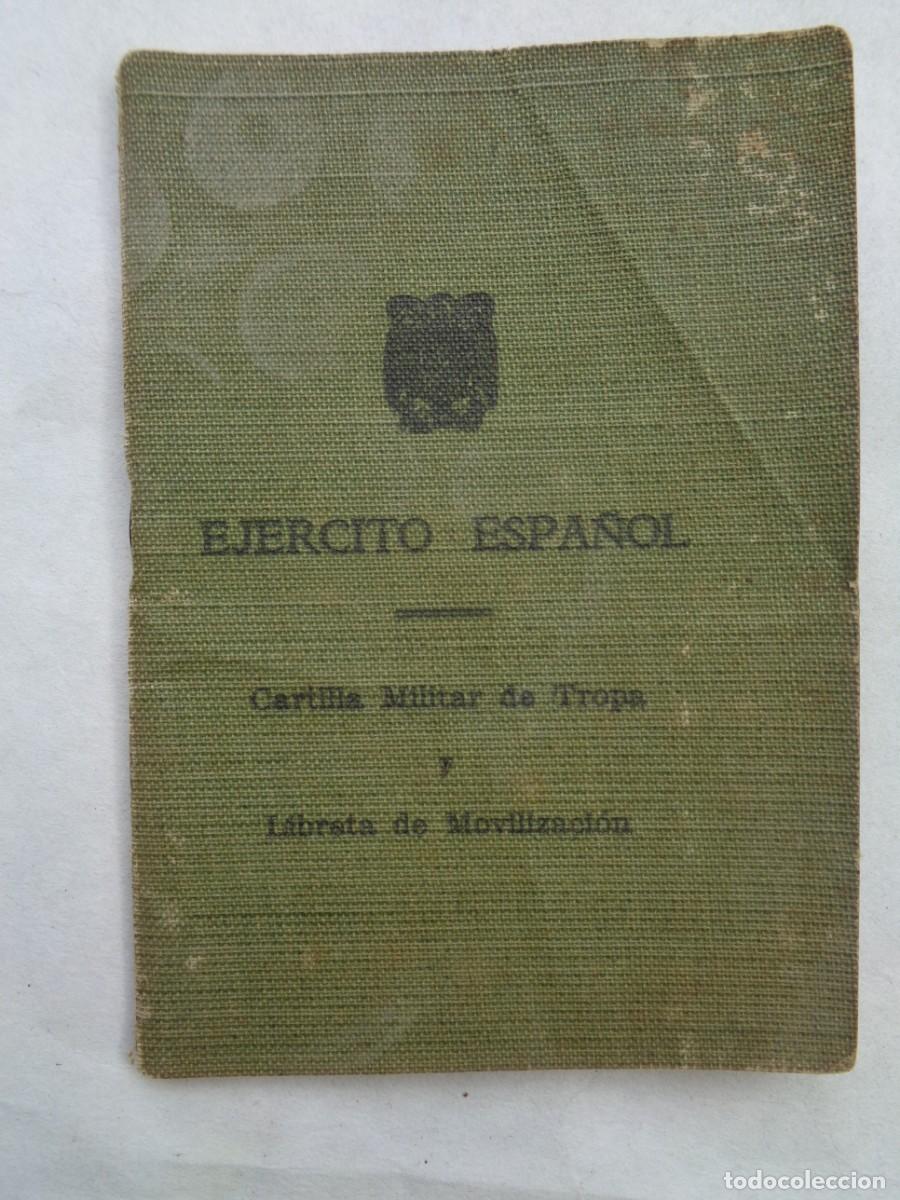 EJERCITO ESPAÑOL
Cartilla Militar de Tropa
y
Libreta de Movilización
todocoleccion